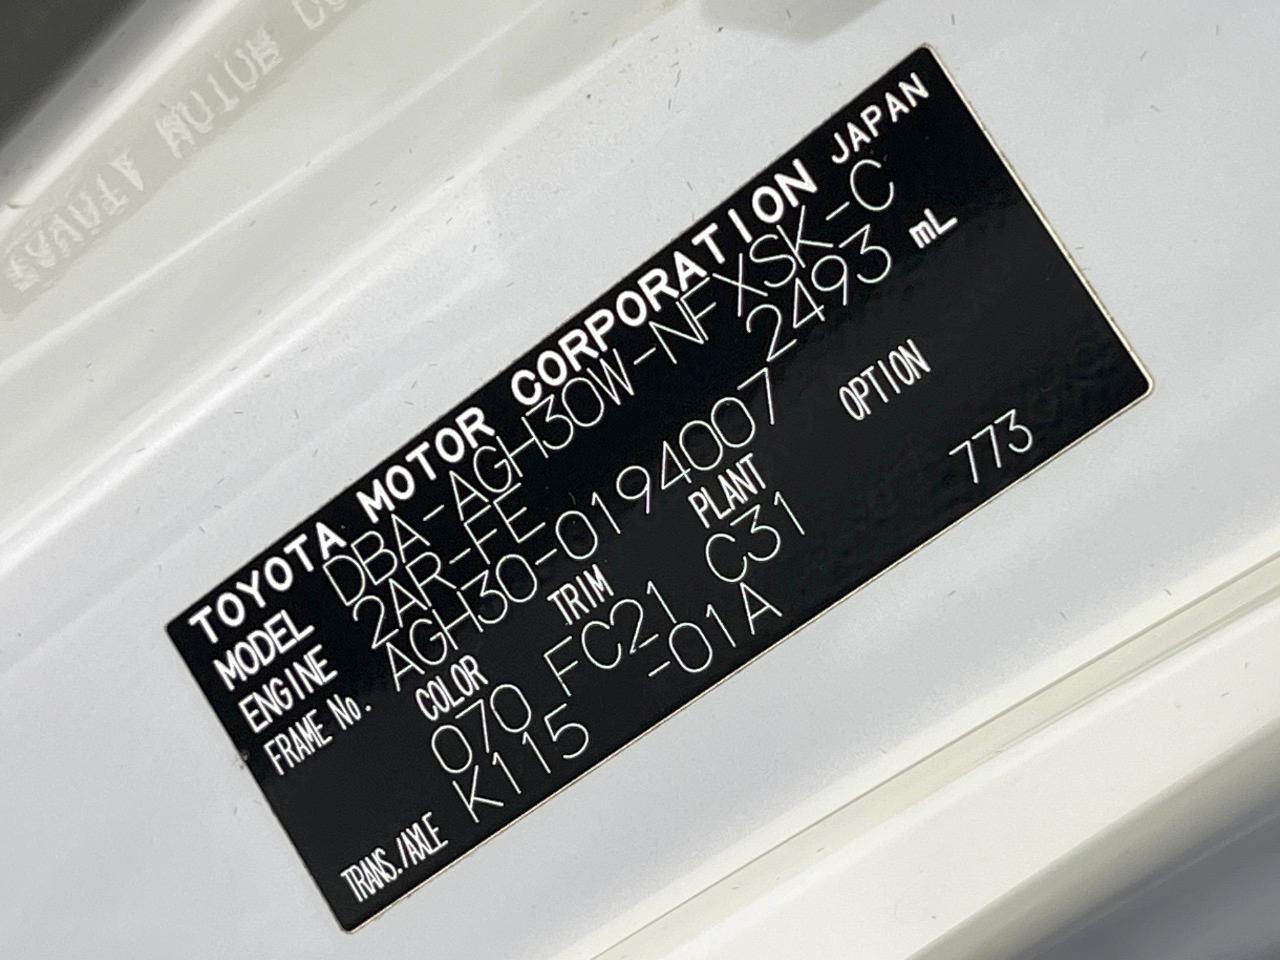 TOYOTA MOTOR CORPORATION JAPAN
MODEL DBA-AGH30W-NFXSK-C
ENGINE 2AR-FE 2493 mL
FRAME No. AGH30-0194007
COLOR TRIM PLANT OPTION
070 FC21 C31 773
TRANS./AXLE K115 -01A